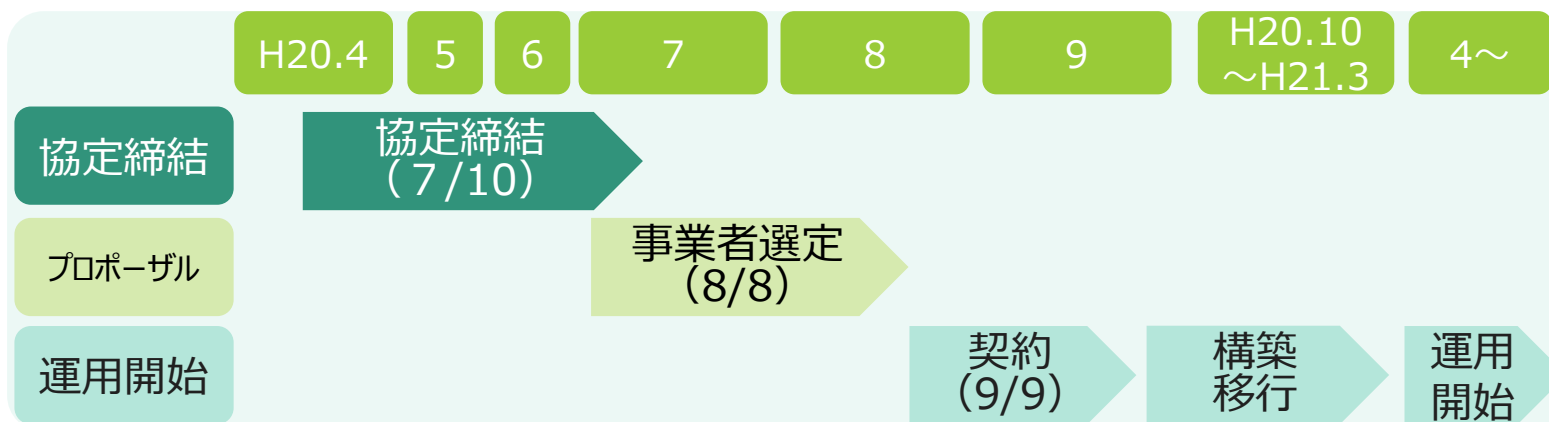 H20.4
5
6
7
8
9
H20.10
～H21.3
4～
協定締結
協定締結
（７/10）
プロポーザル
事業者選定
（8/8）
運用開始
契約
（9/9）
構築
移行
運用
開始